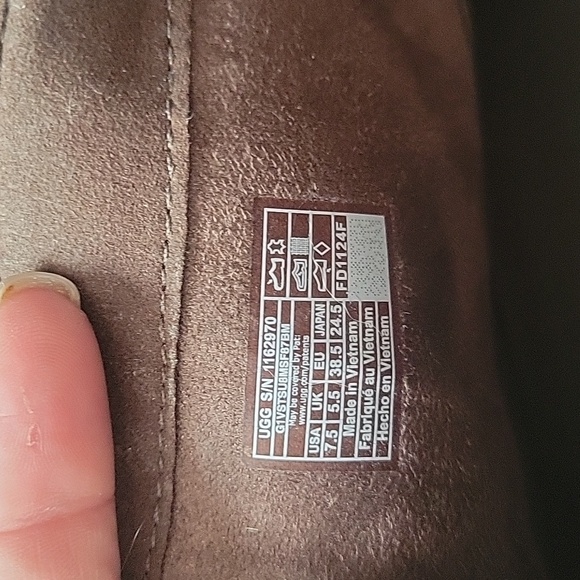 UGG S/N 1162970
G1VSTSU8MSF87BM
May be covered by Pat:
www.ugg.com/patents
USA UK EU JAPAN
7.5 5.5 38.5 24.5
Made in Vietnam
Fabriqué au Vietnam
Hecho en Vietnam
FD1124F